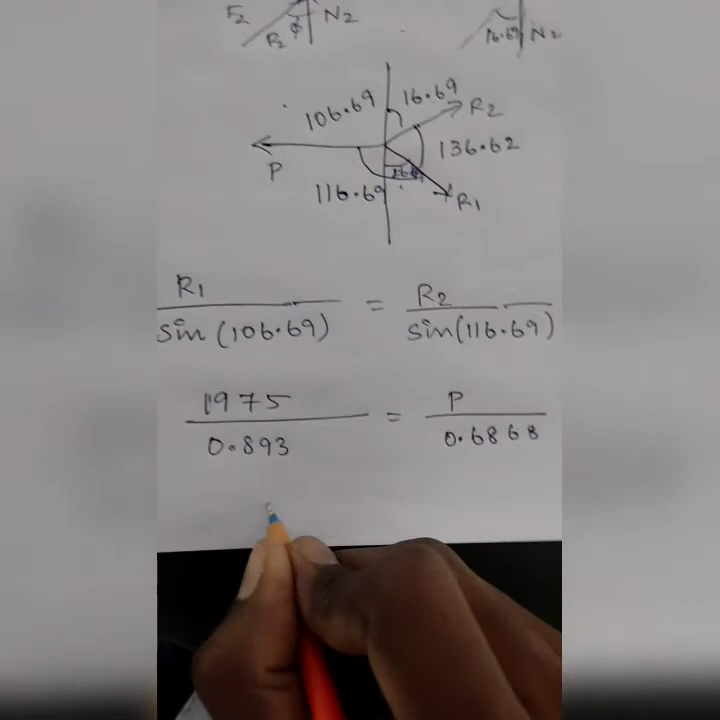 F2 φ N2 16.69 N2
R2
106.69 16.69 R2
P 136.62
116.69 R1
R1 / sin (106.69) = R2 / sin(116.69)
1975 / 0.893 = P / 0.6868